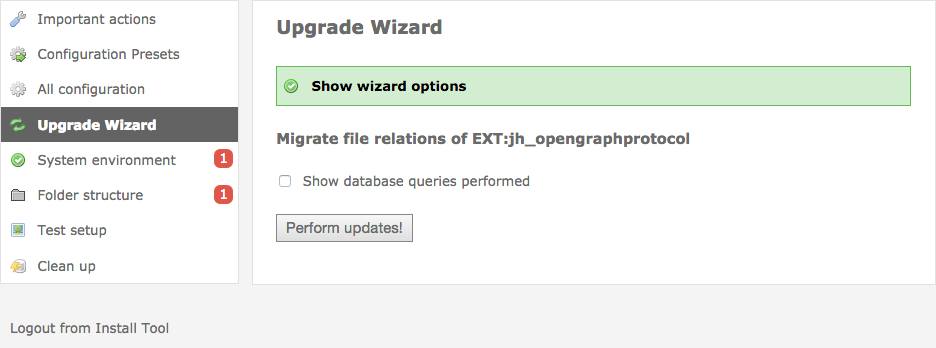 Important actions
Configuration Presets
All configuration
Upgrade Wizard
System environment 1
Folder structure 1
Test setup
Clean up
Logout from Install Tool
Upgrade Wizard
Show wizard options
Migrate file relations of EXT:jh_opengraphprotocol
Show database queries performed
Perform updates!